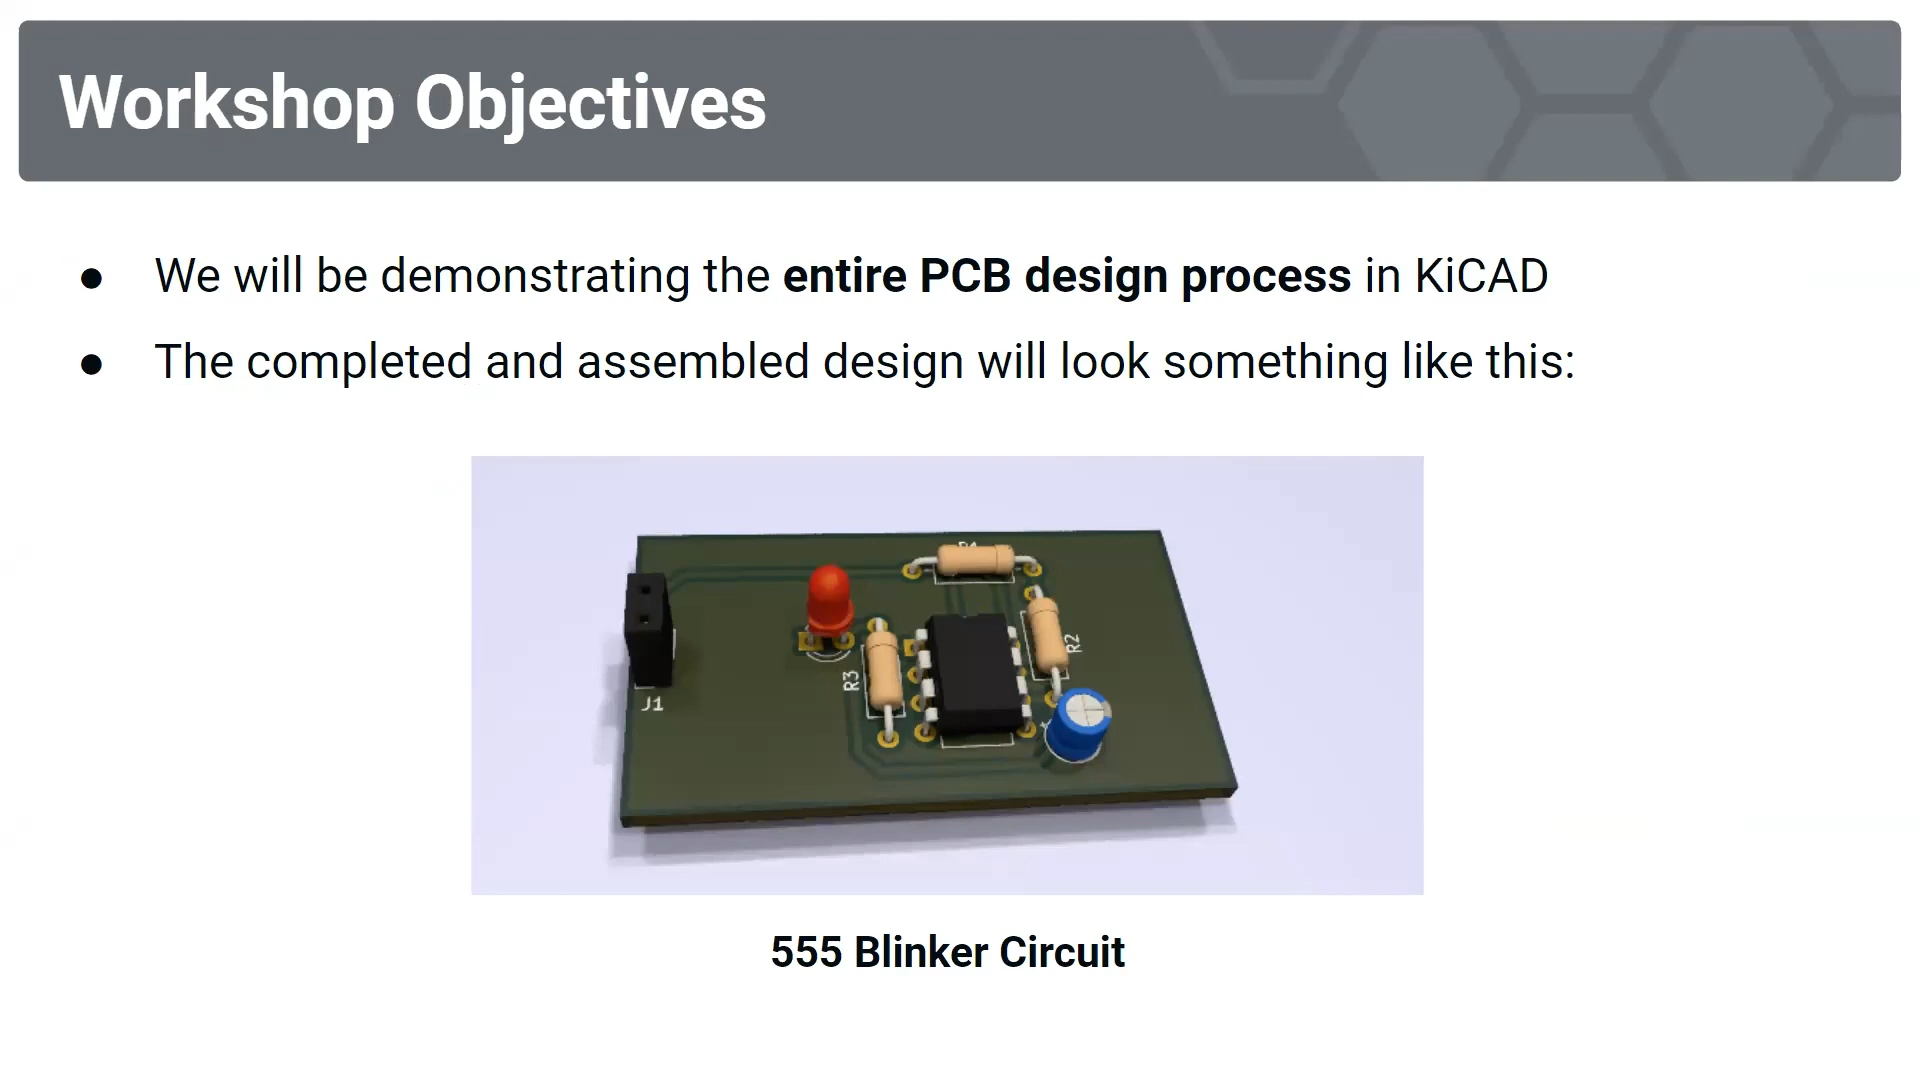 Workshop Objectives
● We will be demonstrating the entire PCB design process in KiCAD
● The completed and assembled design will look something like this:
R2
R3
J1
555 Blinker Circuit